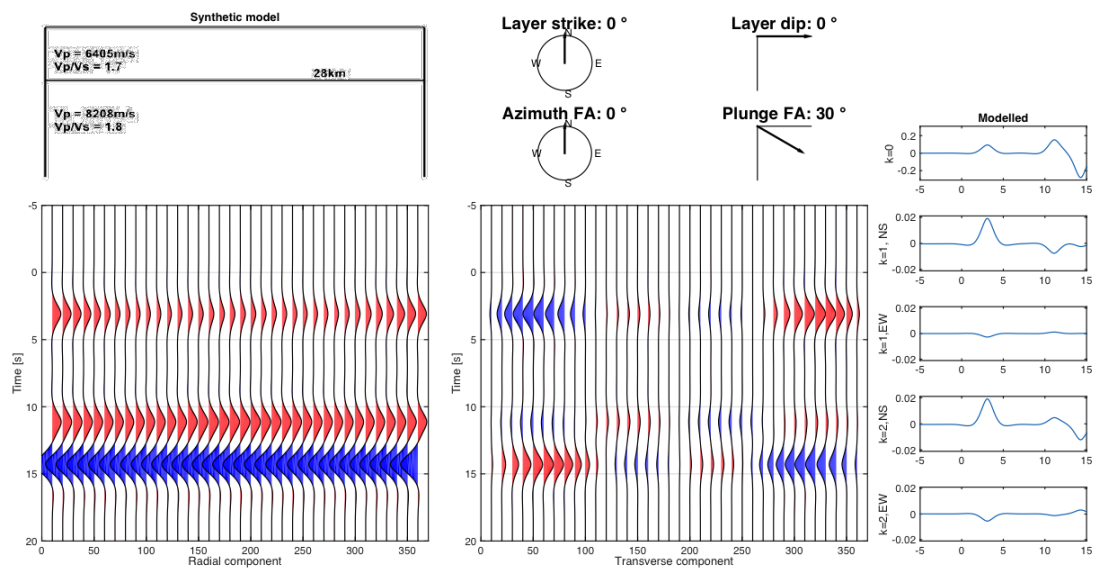 Synthetic model
Vp = 6405m/s
Vp/Vs = 1.7
28km
Vp = 8208m/s
Vp/Vs = 1.8
Layer strike: 0 °
N
W E
S
Layer dip: 0 °
Azimuth FA: 0 °
N
W E
S
Plunge FA: 30 °
Modelled
k=0
0.2
0
-0.2
-5 0 5 10 15
k=1, NS
0.02
0
-0.02
-5 0 5 10 15
k=1,EW
0.02
0
-0.02
-5 0 5 10 15
k=2,NS
0.02
0
-0.02
-5 0 5 10 15
k=2,EW
0.02
0
-0.02
-5 0 5 10 15
Time [s]
-5
0
5
10
15
20
0 50 100 150 200 250 300 350
Radial component
Time [s]
-5
0
5
10
15
20
0 50 100 150 200 250 300 350
Transverse component